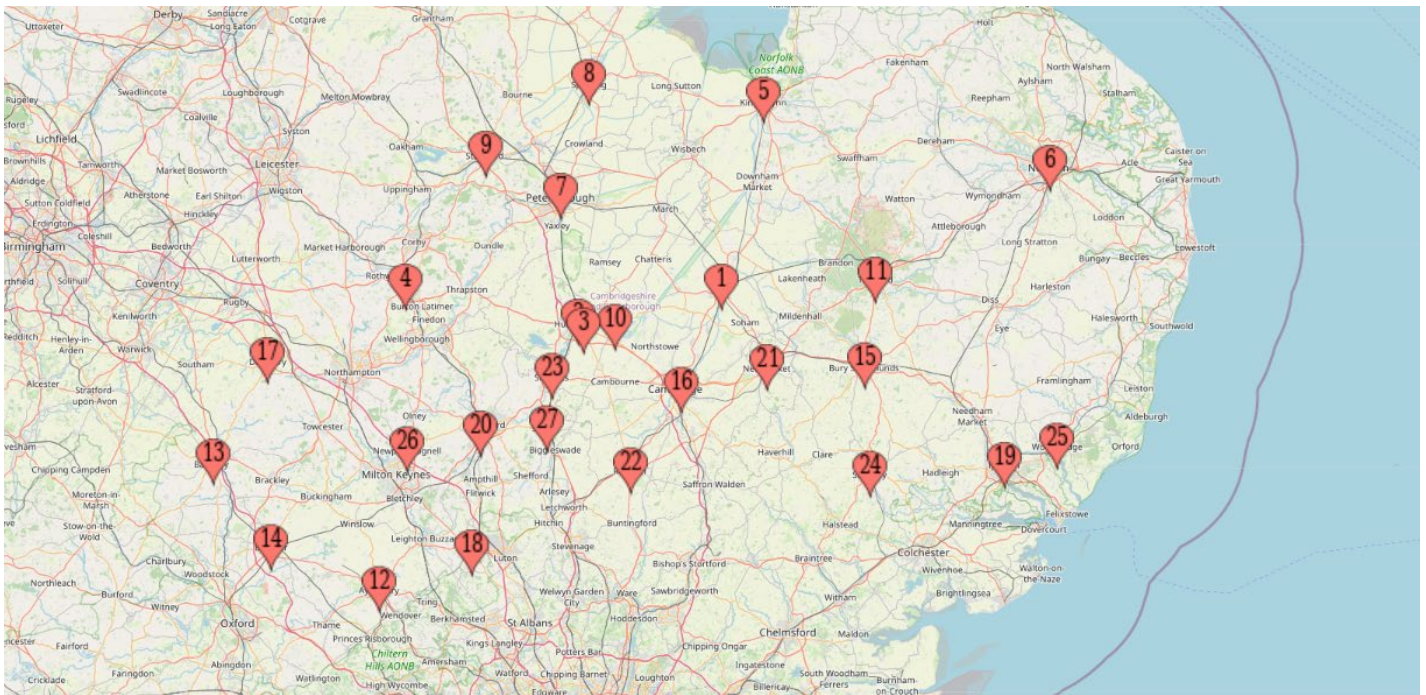 Uttoxeter
Derby
Sandiacre
Long Eaton
Cotgrave
Grantham
Holt
North Walsham
Norfolk
Coast AONB
Fakenham
Aylsham
Stalham
Reepham
Rugeley
Swadlincote
Loughborough
Melton Mowbray
Bourne
8
Long Sutton
5
Coalville
Syston
Lichfield
Brownhills
Tamworth
Market Bosworth
Leicester
Oakham
9
Crowland
Wisbech
Dereham
6
Acle
Caister-on
Sea
Great Yarmouth
Swaffham
Aldridge
Atherstone
Earl Shilton
Wigston
Uppingham
7
Downham
Market
Watton
Wymondham
Sutton Coldfield
Hinckley
Yaxley
March
Loddon
Erdington
Coleshill
Nuneaton
Attleborough
Birmingham
Bedworth
Market Harborough
Corby
Oundle
Long Stratton
Lowestoft
Solihull
Coventry
Lutterworth
4
Ramsey
Chatteris
1
Brandon
Lakenheath
11
Bungay
Beccles
Thrapston
Burton Latimer
Cambridgeshire
Diss
Harleston
Rugby
Kenilworth
Finedon
3
10
Soham
Mildenhall
Halesworth
Southwold
Redditch
Henley-in-
Arden
Warwick
Wellingborough
Northstowe
Eye
17
Southam
Northampton
23
Cambourne
16
21
15
Framlingham
Leiston
Alcester
Stratford-
upon-Avon
Olney
Needham
Market
Aldeburgh
Towcester
20
27
Biggleswade
25
Orford
13
26
Milton Keynes
Shefford
22
Haverhill
Clare
24
Hadleigh
19
Chipping Campden
Brackley
Ampthill
Flitwick
Arlesey
Saffron Walden
Moreton-in-
Marsh
Buckingham
Bletchley
Letchworth
Buntingford
Felixstowe
Stow-on-the-
Wold
Winslow
Hitchin
Halstead
Manningtree
Dovercourt
14
Leighton Buzzard
18
Luton
Stevenage
Colchester
Charlbury
Bishop's Stortford
Braintree
Wivenhoe
Walton-on
-the-Naze
Northleach
Woodstock
12
Brightlingsea
Burford
Witney
Tring
Welwyn Garden
City
Ware
Sawbridgeworth
Witham
Wendover
Berkhamsted
St Albans
Hoddesdon
Oxford
Thame
Princes Risborough
Kings Langley
Chelmsford
Maldon
Fairford
Abingdon
Chiltern
Hills AONB
Amersham
Potters Bar
Chipping Ongar
Cricklade
Faringdon
Watlington
High Wycombe
Watford
Chipping Barnet
Loughton
Edgware
Ingatestone
Billericay
South Woodham
Ferrers
Burnham-
on-Crouch